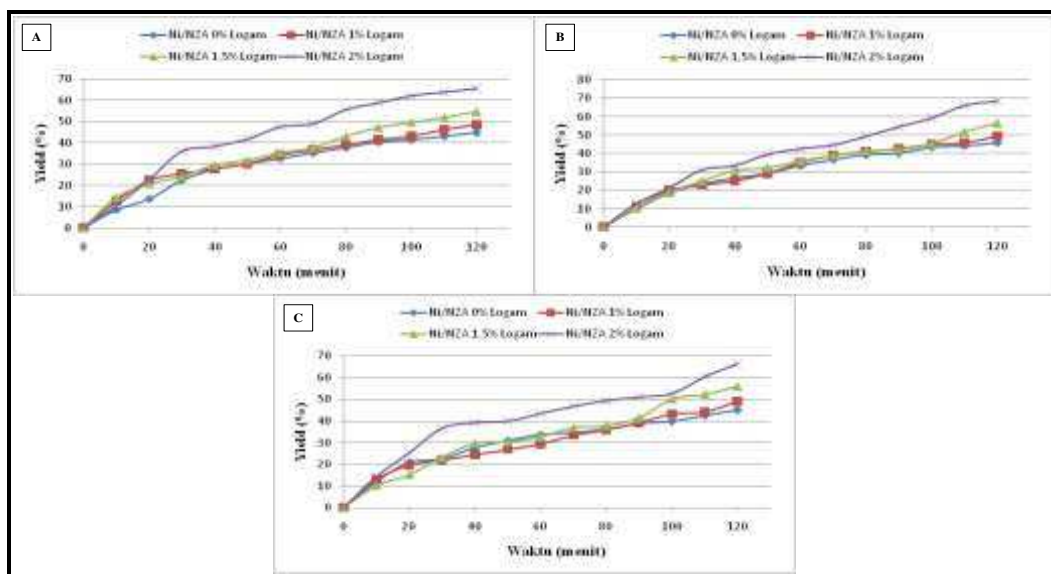 A
Ni/NZA 0% Logam Ni/NZA 1% Logam
Ni/NZA 1.5% Logam Ni/NZA 2% Logam
70
60
50
40
30
20
10
0
Yield (%)
0 20 40 60 80 100 120
Waktu (menit)
B
Ni/NZA 0% Logam Ni/NZA 1% Logam
Ni/NZA 1.5% Logam Ni/NZA 2% Logam
80
70
60
50
40
30
20
10
0
Yield (%)
0 20 40 60 80 100 120
Waktu (menit)
C
Ni/NZA 0% Logam Ni/NZA 1% Logam
Ni/NZA 1.5% Logam Ni/NZA 2% Logam
70
60
50
40
30
20
10
0
Yield (%)
0 20 40 60 80 100 120
Waktu (menit)